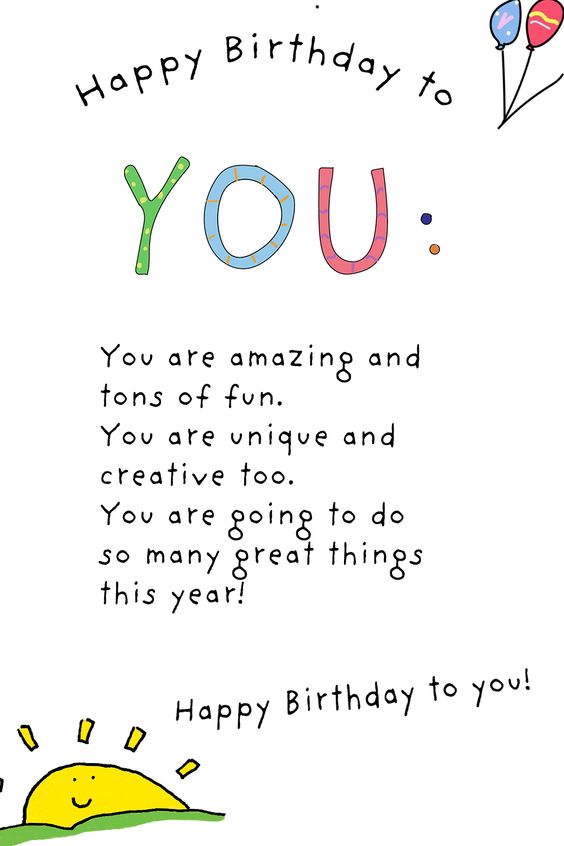 Happy Birthday to
YOU:
You are amazing and
tons of fun.
You are unique and
creative too.
You are going to do
so many great things
this year!
Happy Birthday to you!